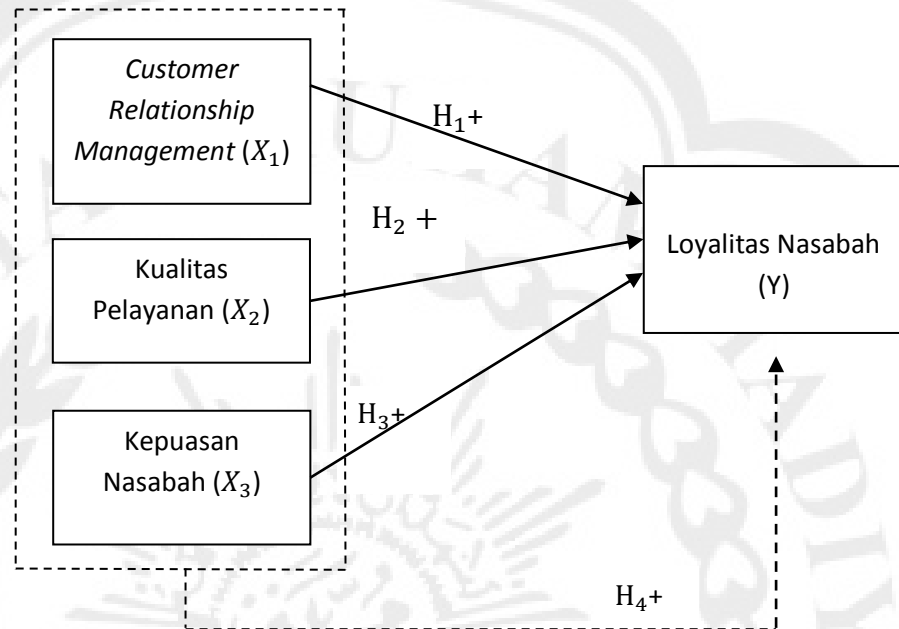 Customer
Relationship
Management (X₁)
H₁+
H₂ +
Loyalitas Nasabah
(Y)
Kualitas
Pelayanan (X₂)
H₃+
Kepuasan
Nasabah (X₃)
H₄+